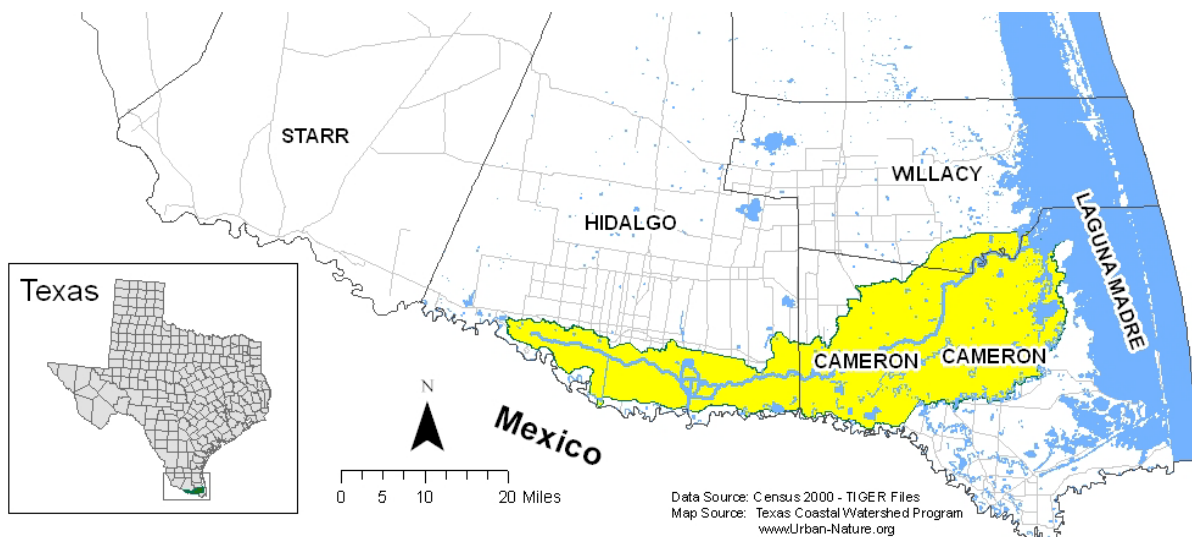 STARR
HIDALGO
WILLACY
LAGUNA MADRE
CAMERON
CAMERON
Texas
N
Mexico
0 5 10 20 Miles
Data Source: Census 2000 - TIGER Files
Map Source: Texas Coastal Watershed Program
www.Urban-Nature.org